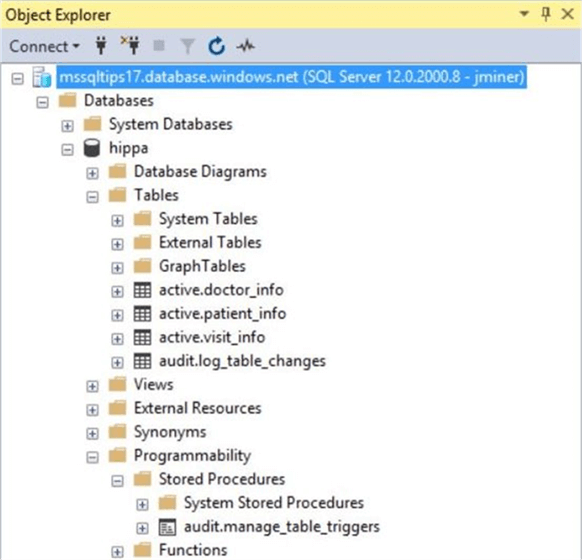 Object Explorer
Connect
mssqltips17.database.windows.net (SQL Server 12.0.2000.8 - jminer)
Databases
System Databases
hippa
Database Diagrams
Tables
System Tables
External Tables
GraphTables
active.doctor_info
active.patient_info
active.visit_info
audit.log_table_changes
Views
External Resources
Synonyms
Programmability
Stored Procedures
System Stored Procedures
audit.manage_table_triggers
Functions